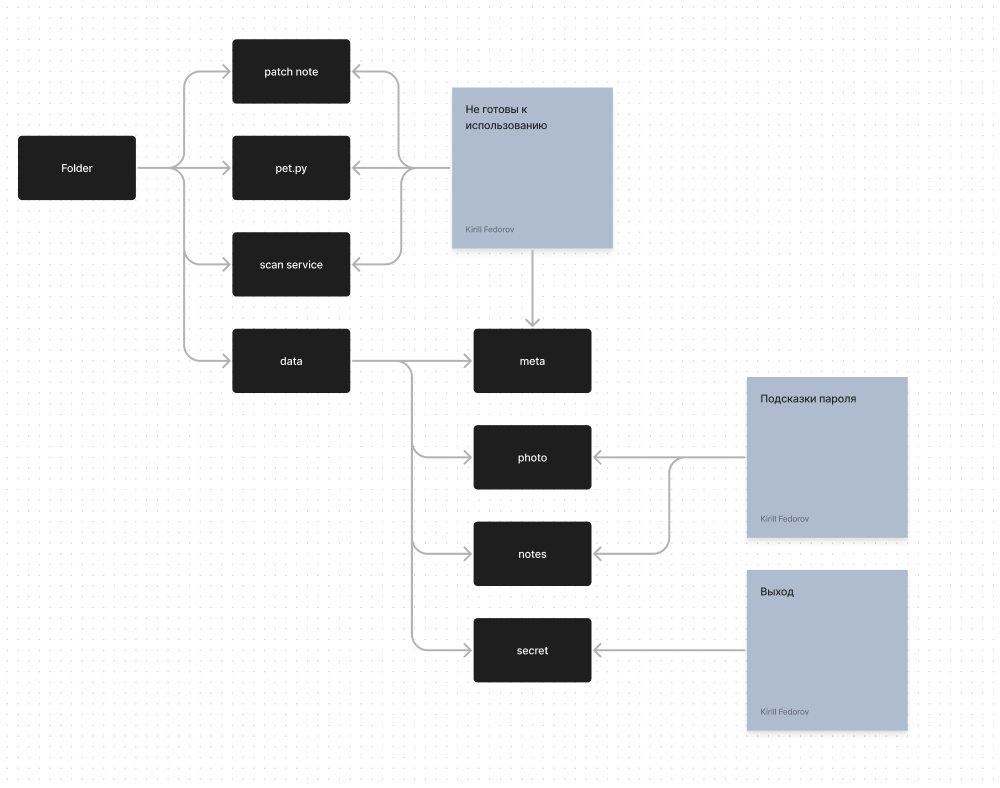 patch note
Не готовы к
использованию
Folder
pet.py
Kirill Fedorov
scan service
data
meta
Подсказки пароля
photo
Kirill Fedorov
notes
Выход
secret
Kirill Fedorov